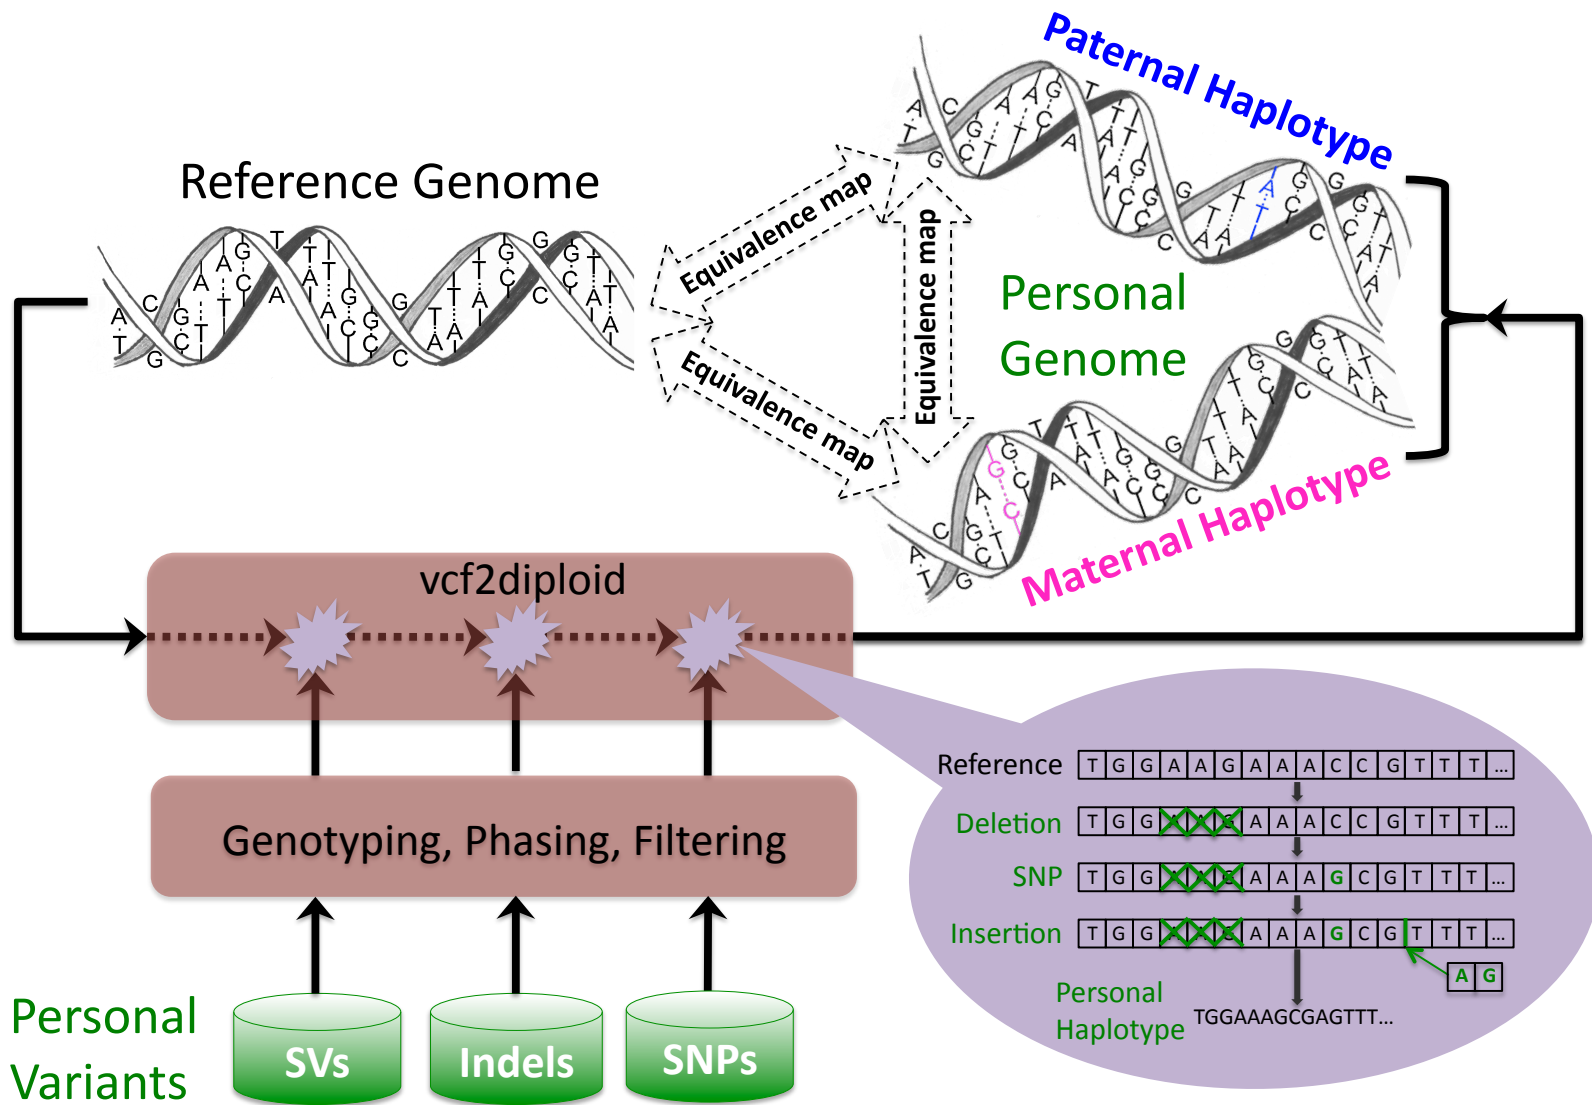 Paternal Haplotype
Reference Genome
Equivalence map
Equivalence map
Equivalence map
Personal
Genome
Maternal Haplotype
vcf2diploid
Genotyping, Phasing, Filtering
Personal
Variants
SVs
Indels
SNPs
Reference T G G A A G A A A C C G T T T ...
Deletion T G G A A G A A A C C G T T T ...
SNP T G G A A G A A A G C G T T T ...
Insertion T G G A A G A A A G C G T T T ...
A G
Personal
Haplotype
TGGAAAGCGAGTTT...